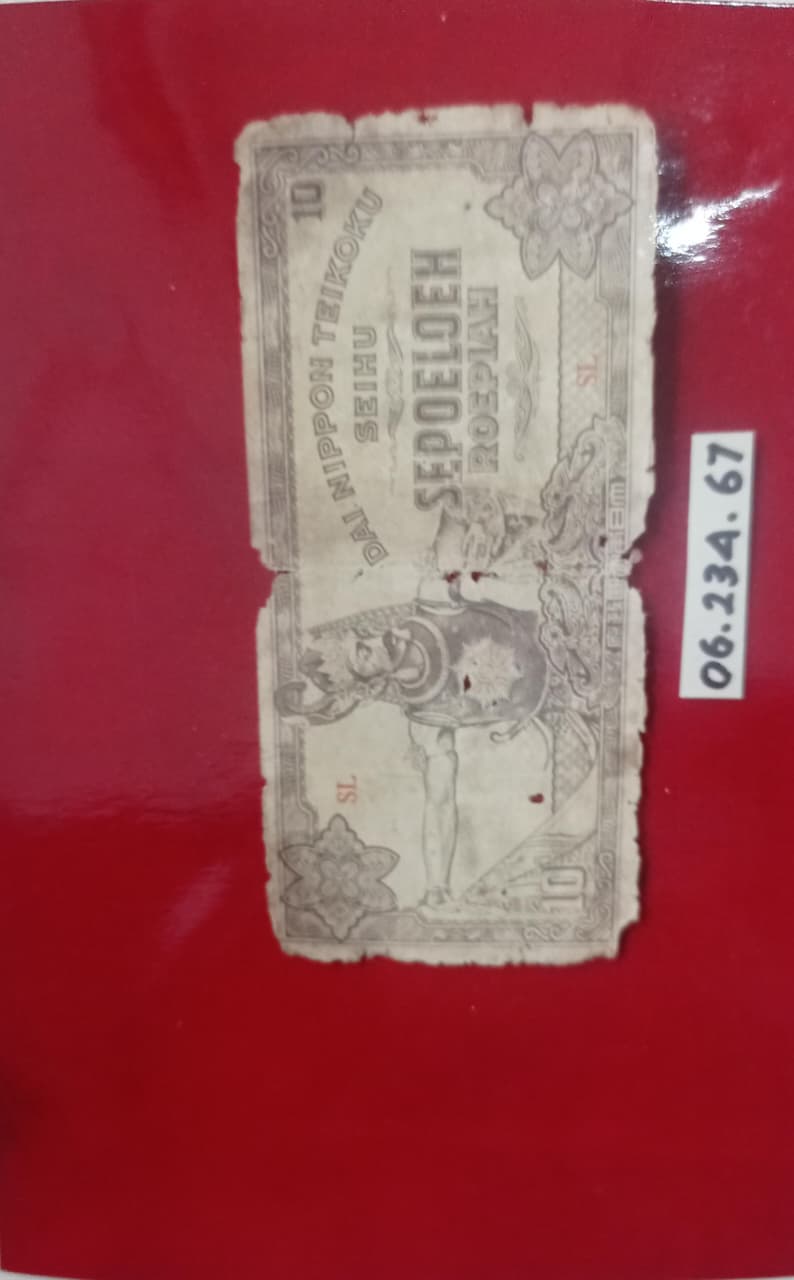 10
DAI NIPPON TEIKOKU
SEIHU
SEPOELOEH
ROEPIAH
SL
SL
10
06.234.67